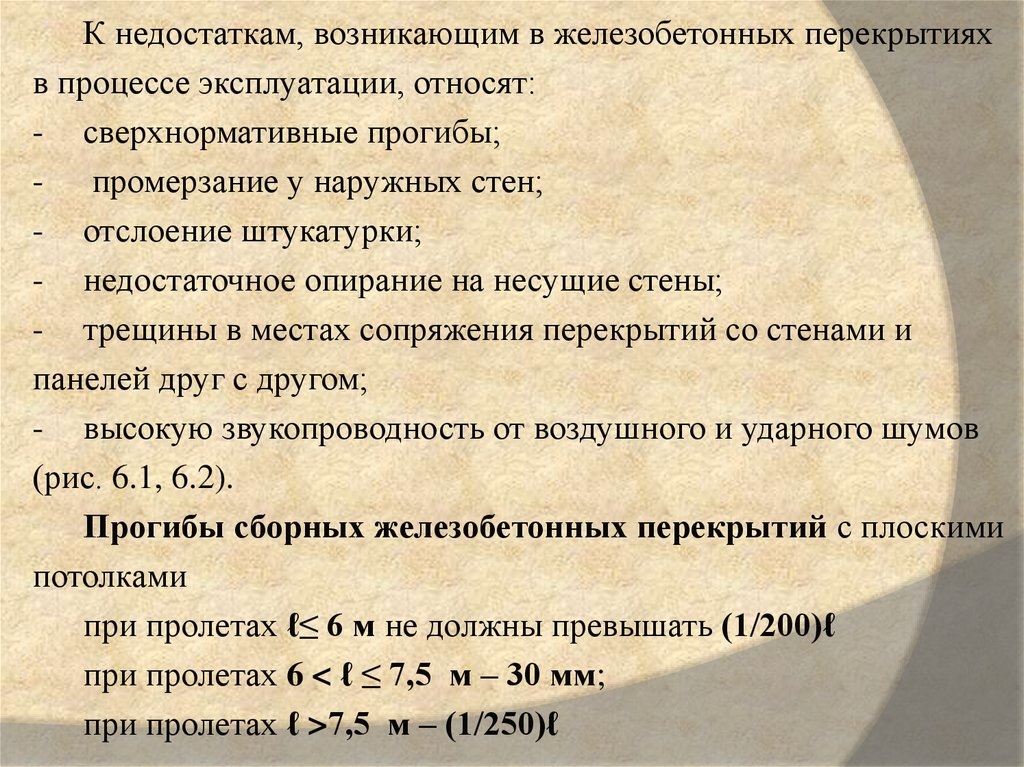 К недостаткам, возникающим в железобетонных перекрытиях
в процессе эксплуатации, относят:
- сверхнормативные прогибы;
- промерзание у наружных стен;
- отслоение штукатурки;
- недостаточное опирание на несущие стены;
- трещины в местах сопряжения перекрытий со стенами и
панелей друг с другом;
- высокую звукопроводность от воздушного и ударного шумов
(рис. 6.1, 6.2).
Прогибы сборных железобетонных перекрытий с плоскими
потолками
при пролетах ℓ≤ 6 м не должны превышать (1/200)ℓ
при пролетах 6 < ℓ ≤ 7,5 м – 30 мм;
при пролетах ℓ >7,5 м – (1/250)ℓ